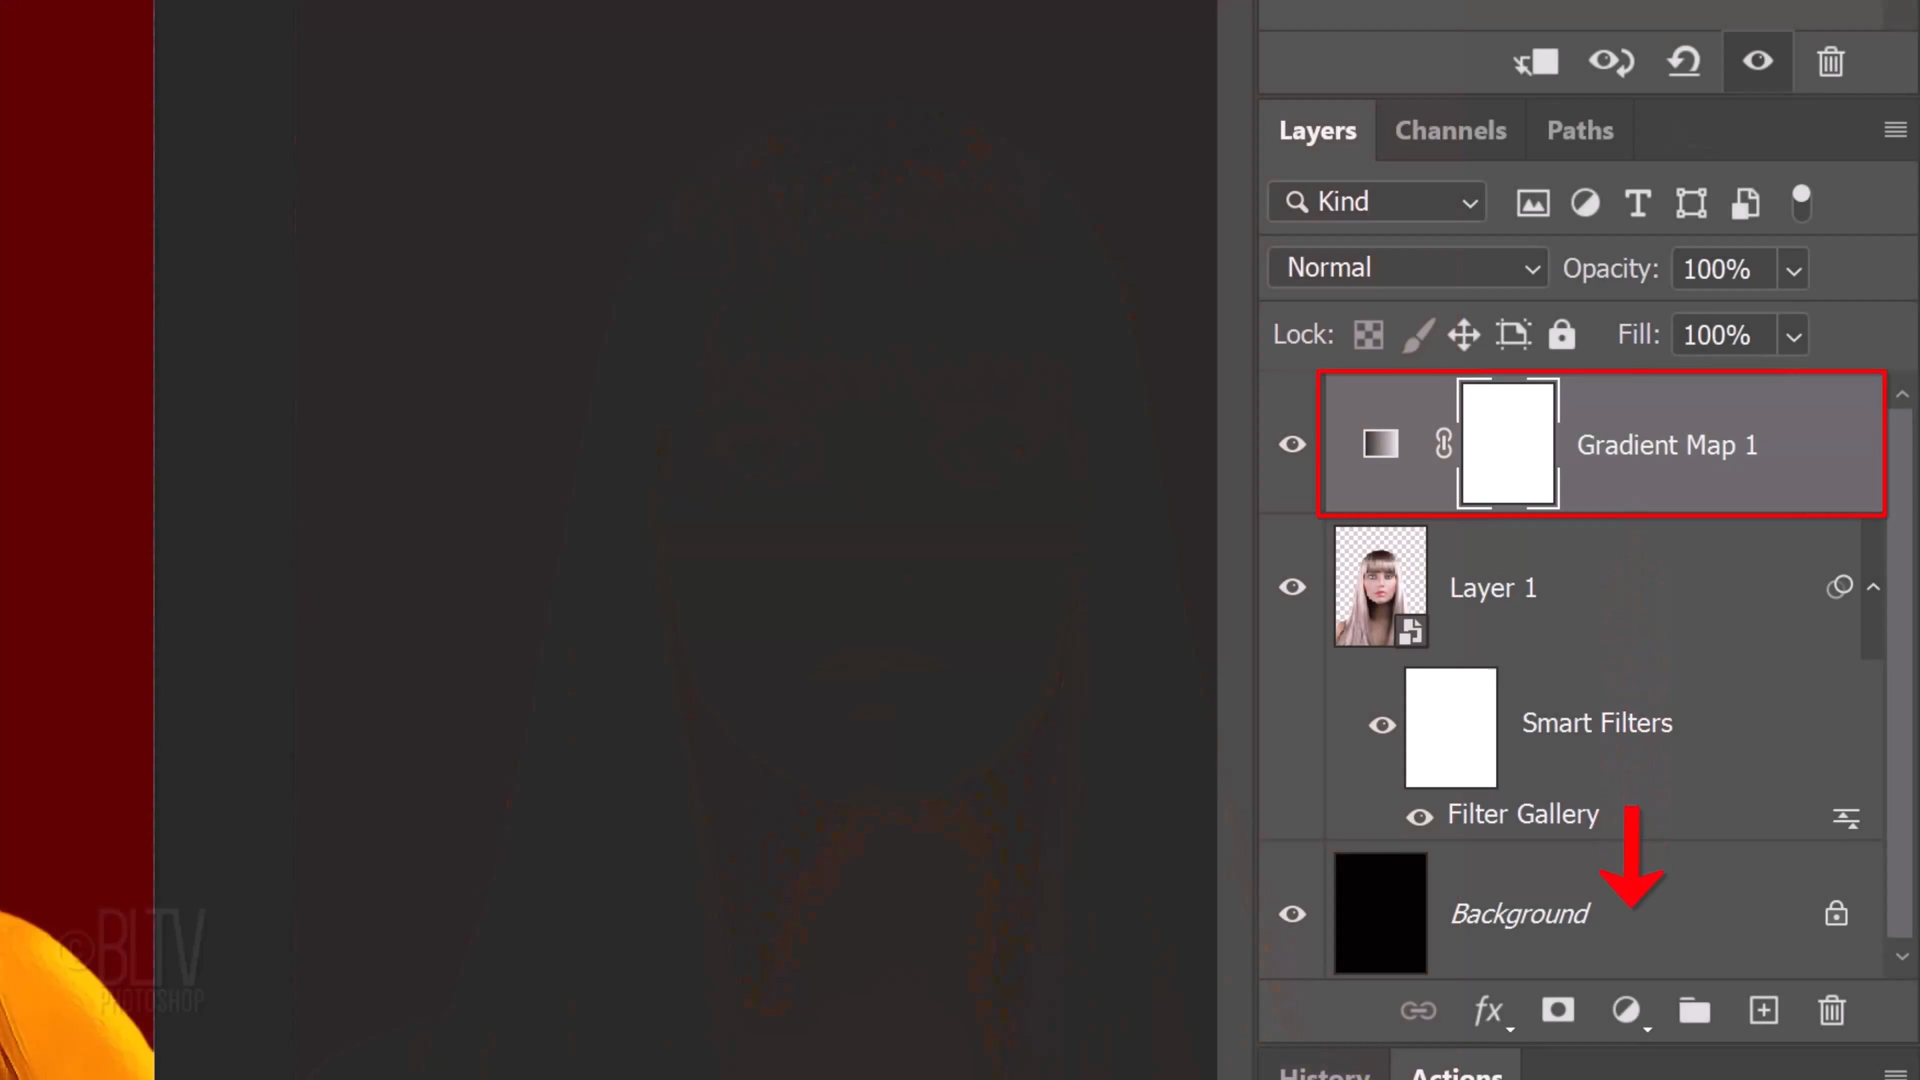 Layers Channels Paths
Kind
Normal Opacity: 100%
Lock: Fill: 100%
Gradient Map 1
Layer 1
Smart Filters
Filter Gallery
Background
fx
History Actions
©BLTV
PHOTOSHOP